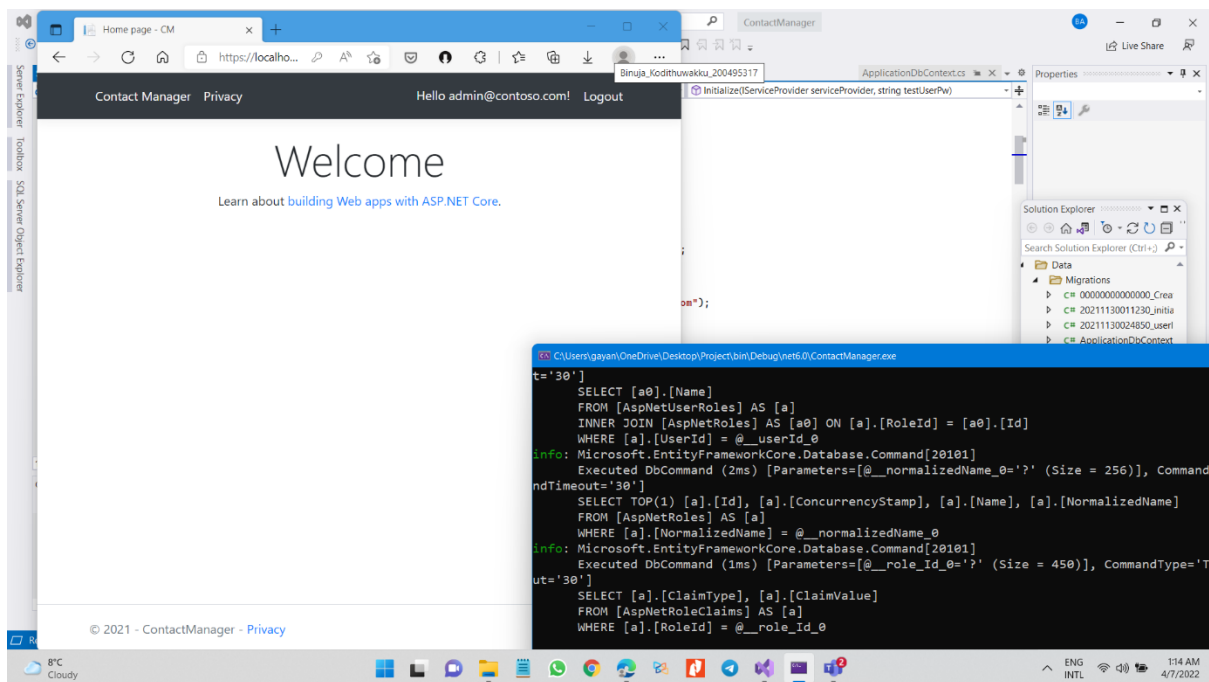 Home page - CM
ContactManager
BA
https://localho...
Live Share
Binuja_Kodithuwakku_200495317
ApplicationDbContext.cs
Properties
Contact Manager Privacy Hello admin@contoso.com! Logout
Initialize(IServiceProvider serviceProvider, string testUserPw)
Server Explorer
Toolbox
SQL Server Object Explorer
Welcome
Learn about building Web apps with ASP.NET Core.
;
om");
Solution Explorer
Search Solution Explorer (Ctrl+;)
Data
Migrations
C# 00000000000000_Crea
C# 20211130011230_initia
C# 20211130024850_userI
C# ApplicationDbContext
C:\Users\gayan\OneDrive\Desktop\Project\bin\Debug\net6.0\ContactManager.exe
t='30']
SELECT [a0].[Name]
FROM [AspNetUserRoles] AS [a]
INNER JOIN [AspNetRoles] AS [a0] ON [a].[RoleId] = [a0].[Id]
WHERE [a].[UserId] = @__userId_0
info: Microsoft.EntityFrameworkCore.Database.Command[20101]
Executed DbCommand (2ms) [Parameters=[@__normalizedName_0='?' (Size = 256)], Command
ndTimeout='30']
SELECT TOP(1) [a].[Id], [a].[ConcurrencyStamp], [a].[Name], [a].[NormalizedName]
FROM [AspNetRoles] AS [a]
WHERE [a].[NormalizedName] = @__normalizedName_0
info: Microsoft.EntityFrameworkCore.Database.Command[20101]
Executed DbCommand (1ms) [Parameters=[@__role_Id_0='?' (Size = 450)], CommandType='T
ut='30']
SELECT [a].[ClaimType], [a].[ClaimValue]
FROM [AspNetRoleClaims] AS [a]
WHERE [a].[RoleId] = @__role_Id_0
© 2021 - ContactManager - Privacy
Re
8°C
Cloudy
2
ENG
INTL
1:14 AM
4/7/2022